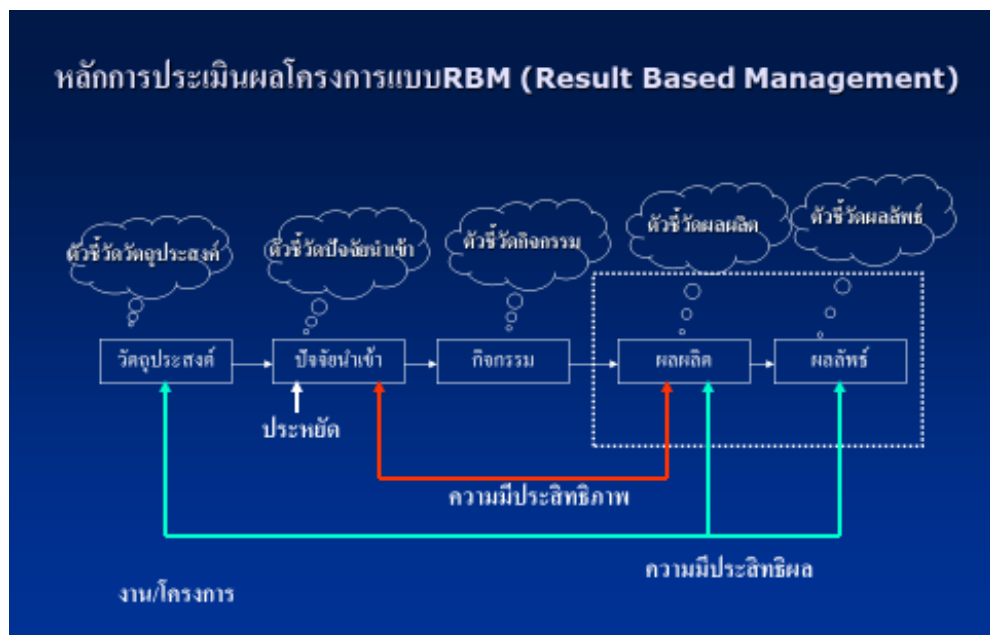 หลักการประเมินผลโครงการแบบRBM (Result Based Management)
ตัวชี้วัดวัตถุประสงค์
ตัวชี้วัดปัจจัยนำเข้า
ตัวชี้วัดกิจกรรม
ตัวชี้วัดผลผลิต
ตัวชี้วัดผลลัพธ์
วัตถุประสงค์
ปัจจัยนำเข้า
กิจกรรม
ผลผลิต
ผลลัพธ์
ประหยัด
ความมีประสิทธิภาพ
ความมีประสิทธิผล
งาน/โครงการ